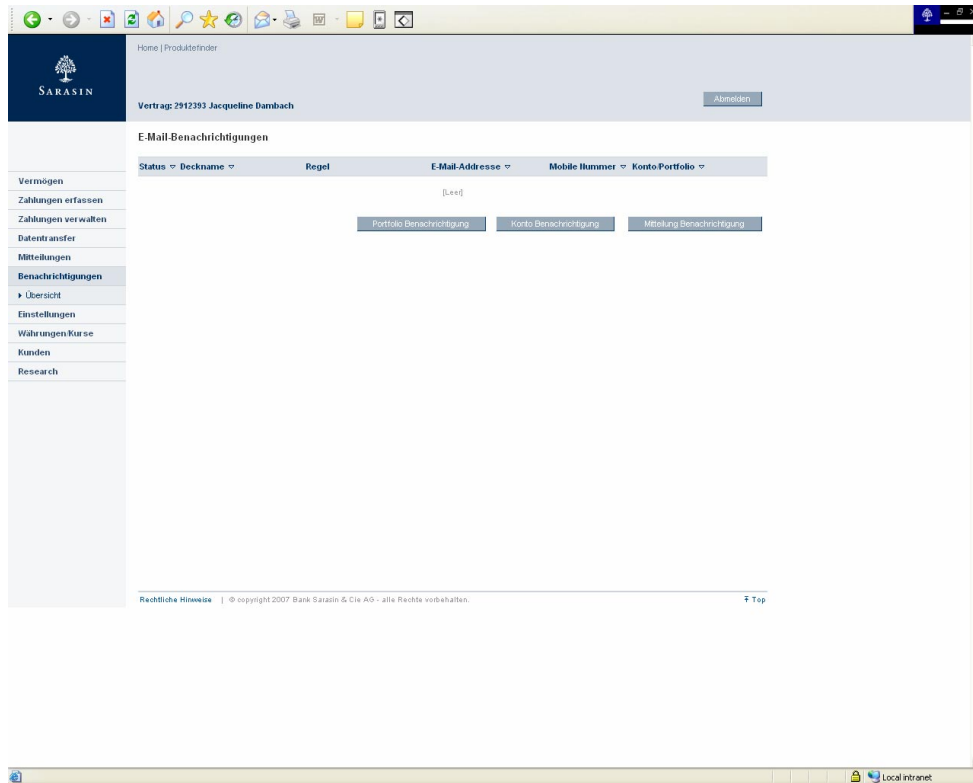 Home | Produktefinder
SARASIN
Vertrag: 2912393 Jacqueline Dambach
Abmelden
E-Mail-Benachrichtigungen
Status Deckname Regel E-Mail-Addresse Mobile Nummer Konto/Portfolio
[Leer]
Portfolio Benachrichtigung Konto Benachrichtigung Mitteilung Benachrichtigung
Vermögen
Zahlungen erfassen
Zahlungen verwalten
Datentransfer
Mitteilungen
Benachrichtigungen
Übersicht
Einstellungen
Währungen/Kurse
Kunden
Research
Rechtliche Hinweise | © copyright 2007 Bank Sarasin & Cie AG - alle Rechte vorbehalten. Top
Local intranet